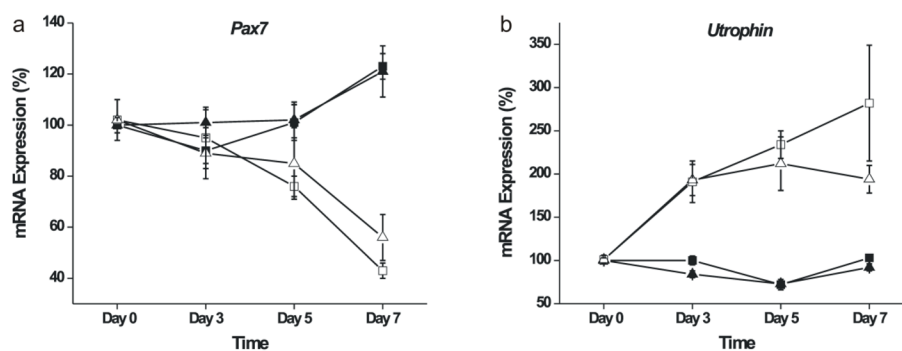 a
Pax7
mRNA Expression (%)
140
120
100
80
60
40
Day 0 Day 3 Day 5 Day 7
Time
b
Utrophin
mRNA Expression (%)
350
300
250
200
150
100
50
Day 0 Day 3 Day 5 Day 7
Time